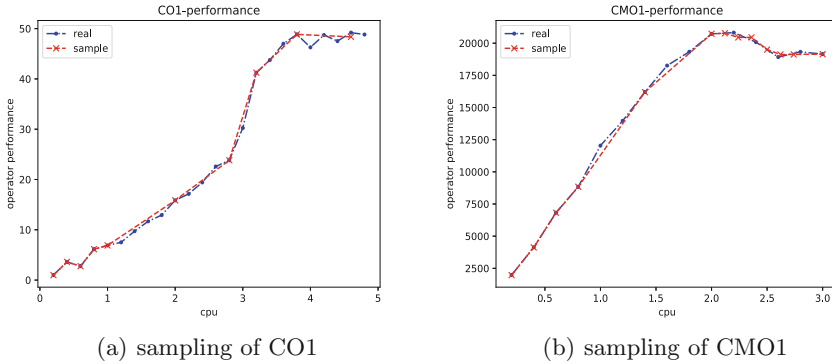 CO1-performance
real
sample
operator performance
50
40
30
20
10
0
0 1 2 3 4 5
cpu
(a) sampling of CO1
CMO1-performance
real
sample
operator performance
20000
17500
15000
12500
10000
7500
5000
2500
0.5 1.0 1.5 2.0 2.5 3.0
cpu
(b) sampling of CMO1